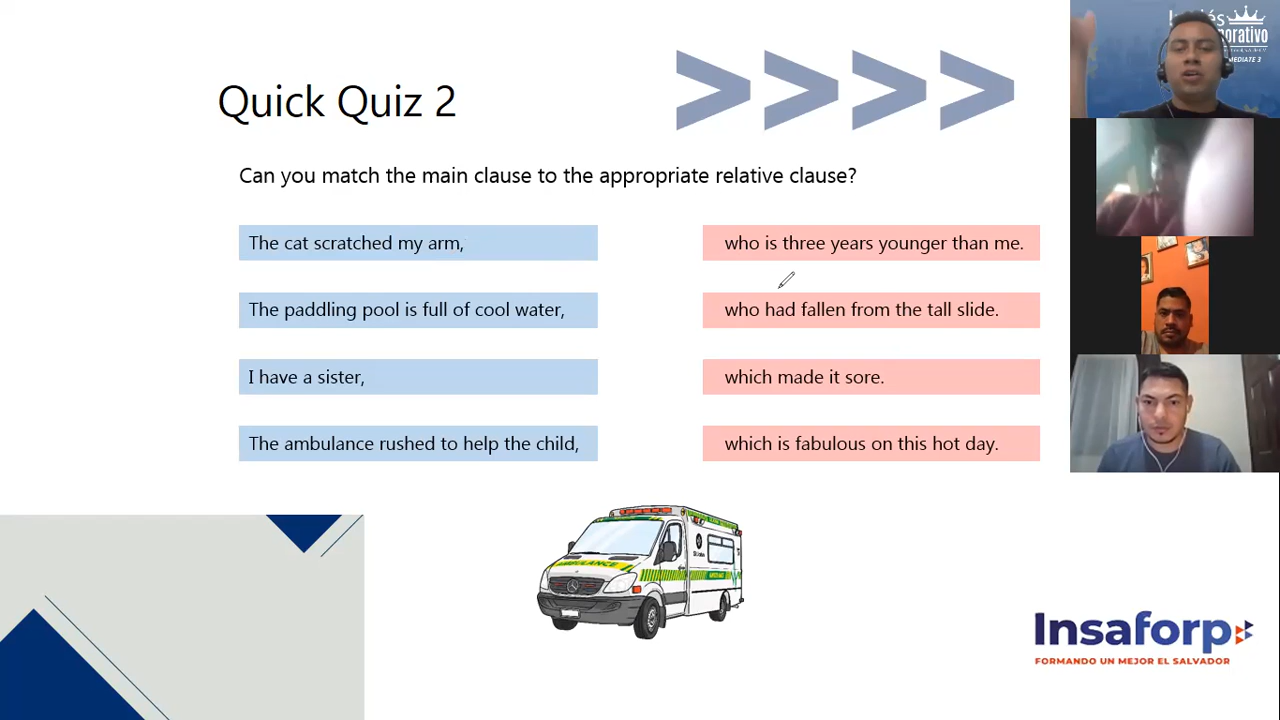 Quick Quiz 2
Can you match the main clause to the appropriate relative clause?
The cat scratched my arm,
who is three years younger than me.
The paddling pool is full of cool water,
who had fallen from the tall slide.
I have a sister,
which made it sore.
The ambulance rushed to help the child,
which is fabulous on this hot day.
AMBULANCE
Insaforp
FORMANDO UN MEJOR EL SALVADOR